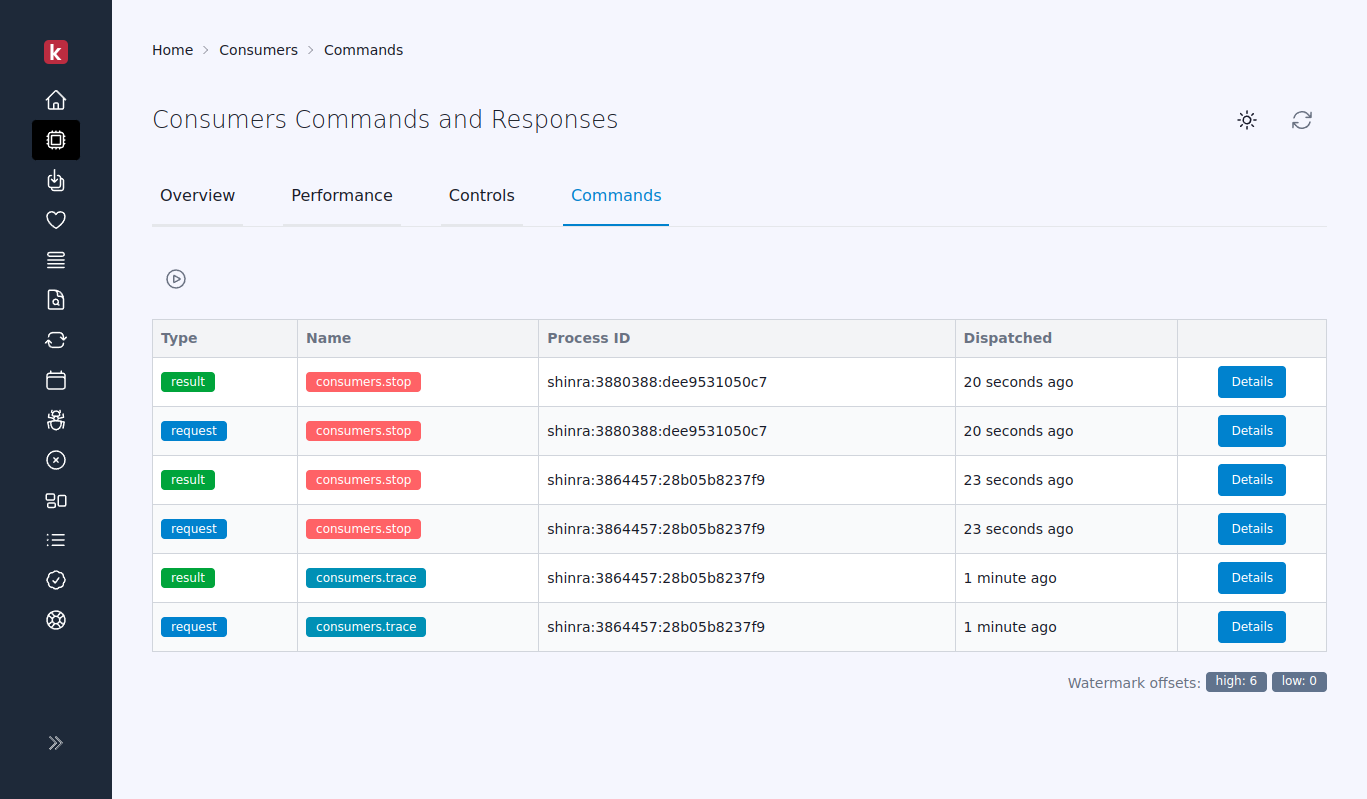 k
Home Consumers Commands
Consumers Commands and Responses
Overview Performance Controls Commands
Type Name Process ID Dispatched
result consumers.stop shinra:3880388:dee9531050c7 20 seconds ago Details
request consumers.stop shinra:3880388:dee9531050c7 20 seconds ago Details
result consumers.stop shinra:3864457:28b05b8237f9 23 seconds ago Details
request consumers.stop shinra:3864457:28b05b8237f9 23 seconds ago Details
result consumers.trace shinra:3864457:28b05b8237f9 1 minute ago Details
request consumers.trace shinra:3864457:28b05b8237f9 1 minute ago Details
Watermark offsets: high: 6 low: 0